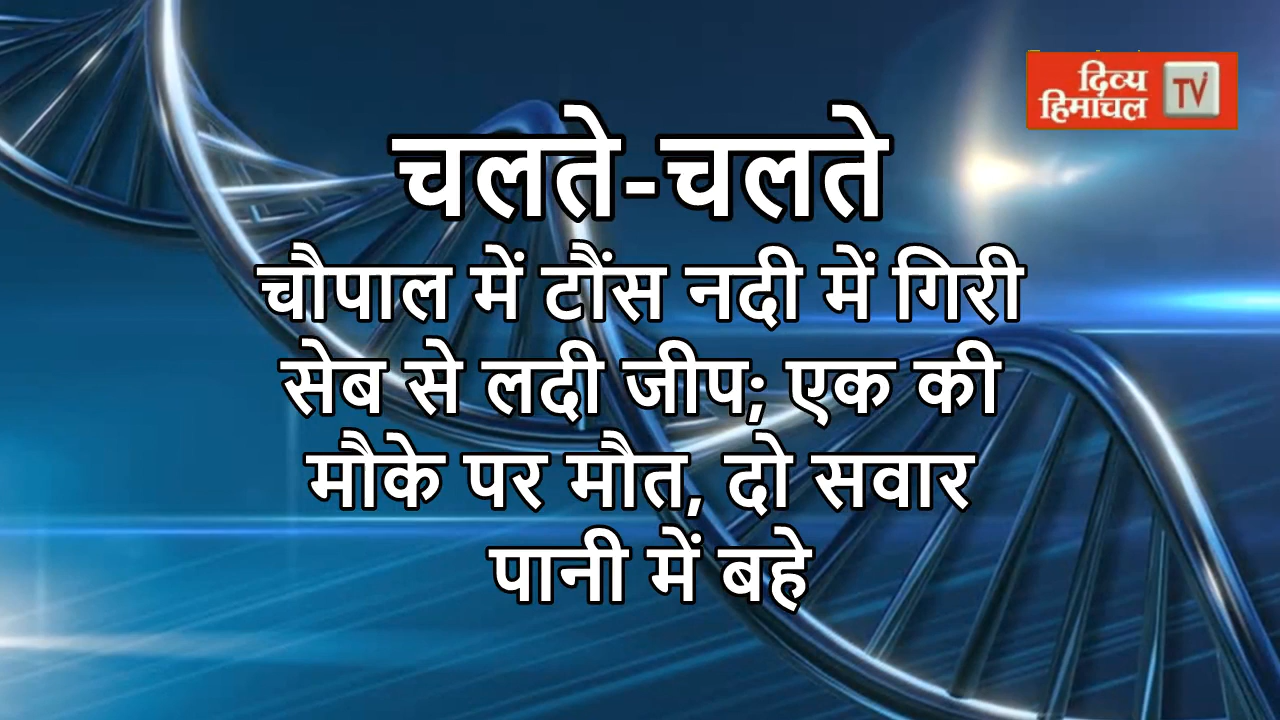 दिव्य
हिमाचल TV
चलते-चलते
चौपाल में टौंस नदी में गिरी
सेब से लदी जीप; एक की
मौके पर मौत, दो सवार
पानी में बहे